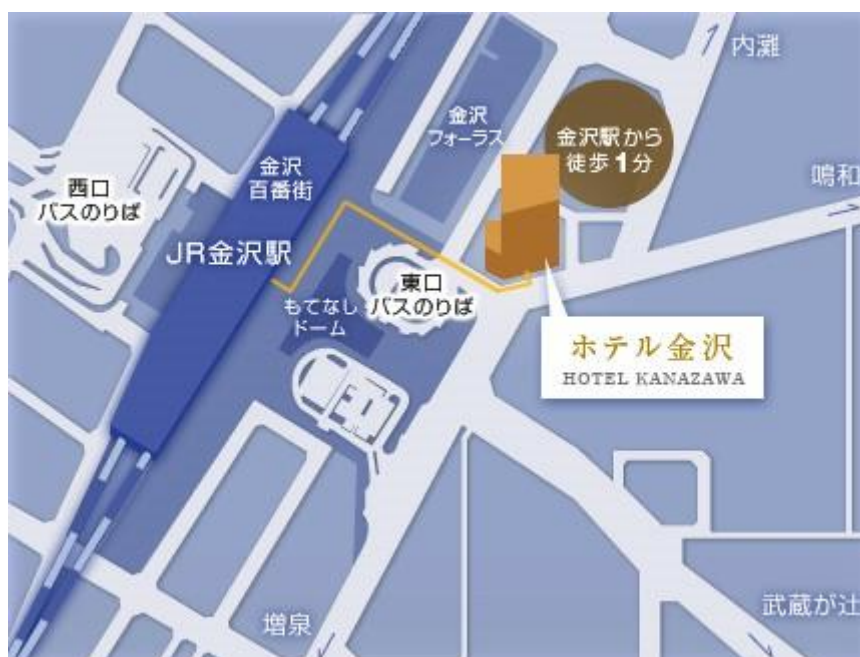 内灘
金沢
フォーラス
金沢駅から
徒歩1分
金沢
百番街
鳴和
西口
バスのりば
JR金沢駅
東口
バスのりば
もてなし
ドーム
ホテル金沢
HOTEL KANAZAWA
武蔵が辻
増泉